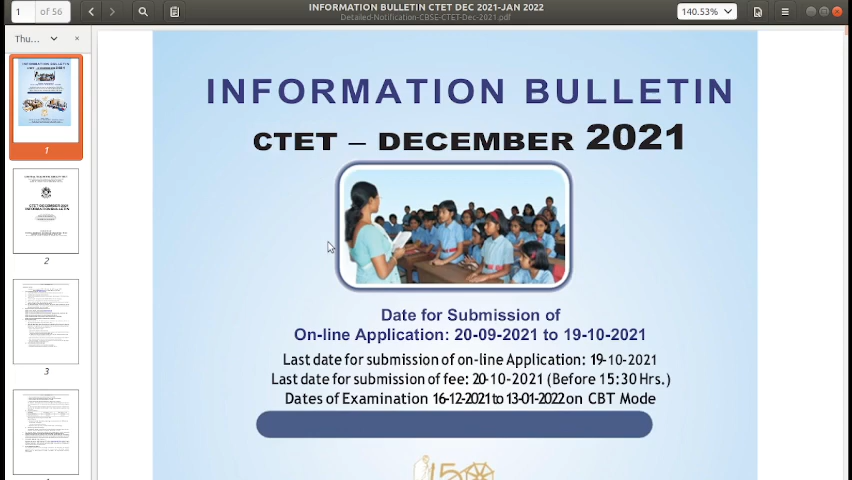 INFORMATION BULLETIN CTET DEC 2021-JAN 2022
Detailed-Notification-CBSE-CTET-Dec-2021.pdf
1 of 56
140.53%
Thu...
INFORMATION BULLETIN
CTET – DECEMBER 2021
Date for Submission of
On-line Application: 20-09-2021 to 19-10-2021
Last date for submission of on-line Application: 19-10-2021
Last date for submission of fee: 20-10-2021 (Before 15:30 Hrs.)
Dates of Examination 16-12-2021 to 13-01-2022 on CBT Mode
150
1
2
3